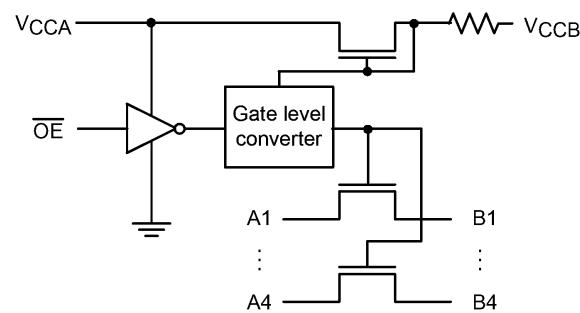 VCCA
VCCB
OE
Gate level
converter
A1
B1
A4
B4